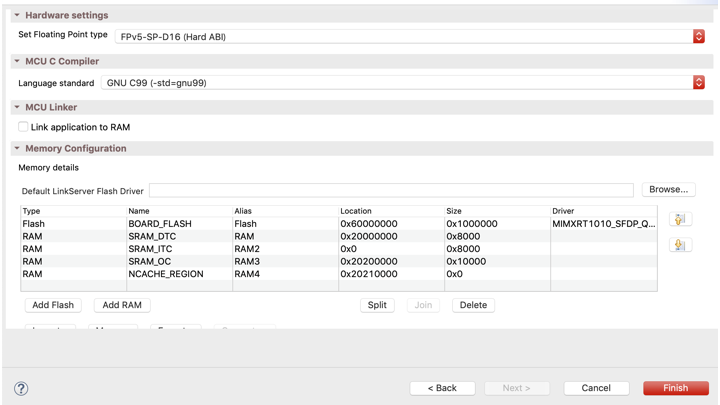 Hardware settings
Set Floating Point type FPv5-SP-D16 (Hard ABI)
MCU C Compiler
Language standard GNU C99 (-std=gnu99)
MCU Linker
Link application to RAM
Memory Configuration
Memory details
Default LinkServer Flash Driver Browse...
Type Name Alias Location Size Driver
Flash BOARD_FLASH Flash 0x60000000 0x1000000 MIMXRT1010_SFDP_Q...
RAM SRAM_DTC RAM 0x20000000 0x8000
RAM SRAM_ITC RAM2 0x0 0x8000
RAM SRAM_OC RAM3 0x20200000 0x10000
RAM NCACHE_REGION RAM4 0x20210000 0x0
Add Flash Add RAM Split Join Delete
? < Back Next > Cancel Finish